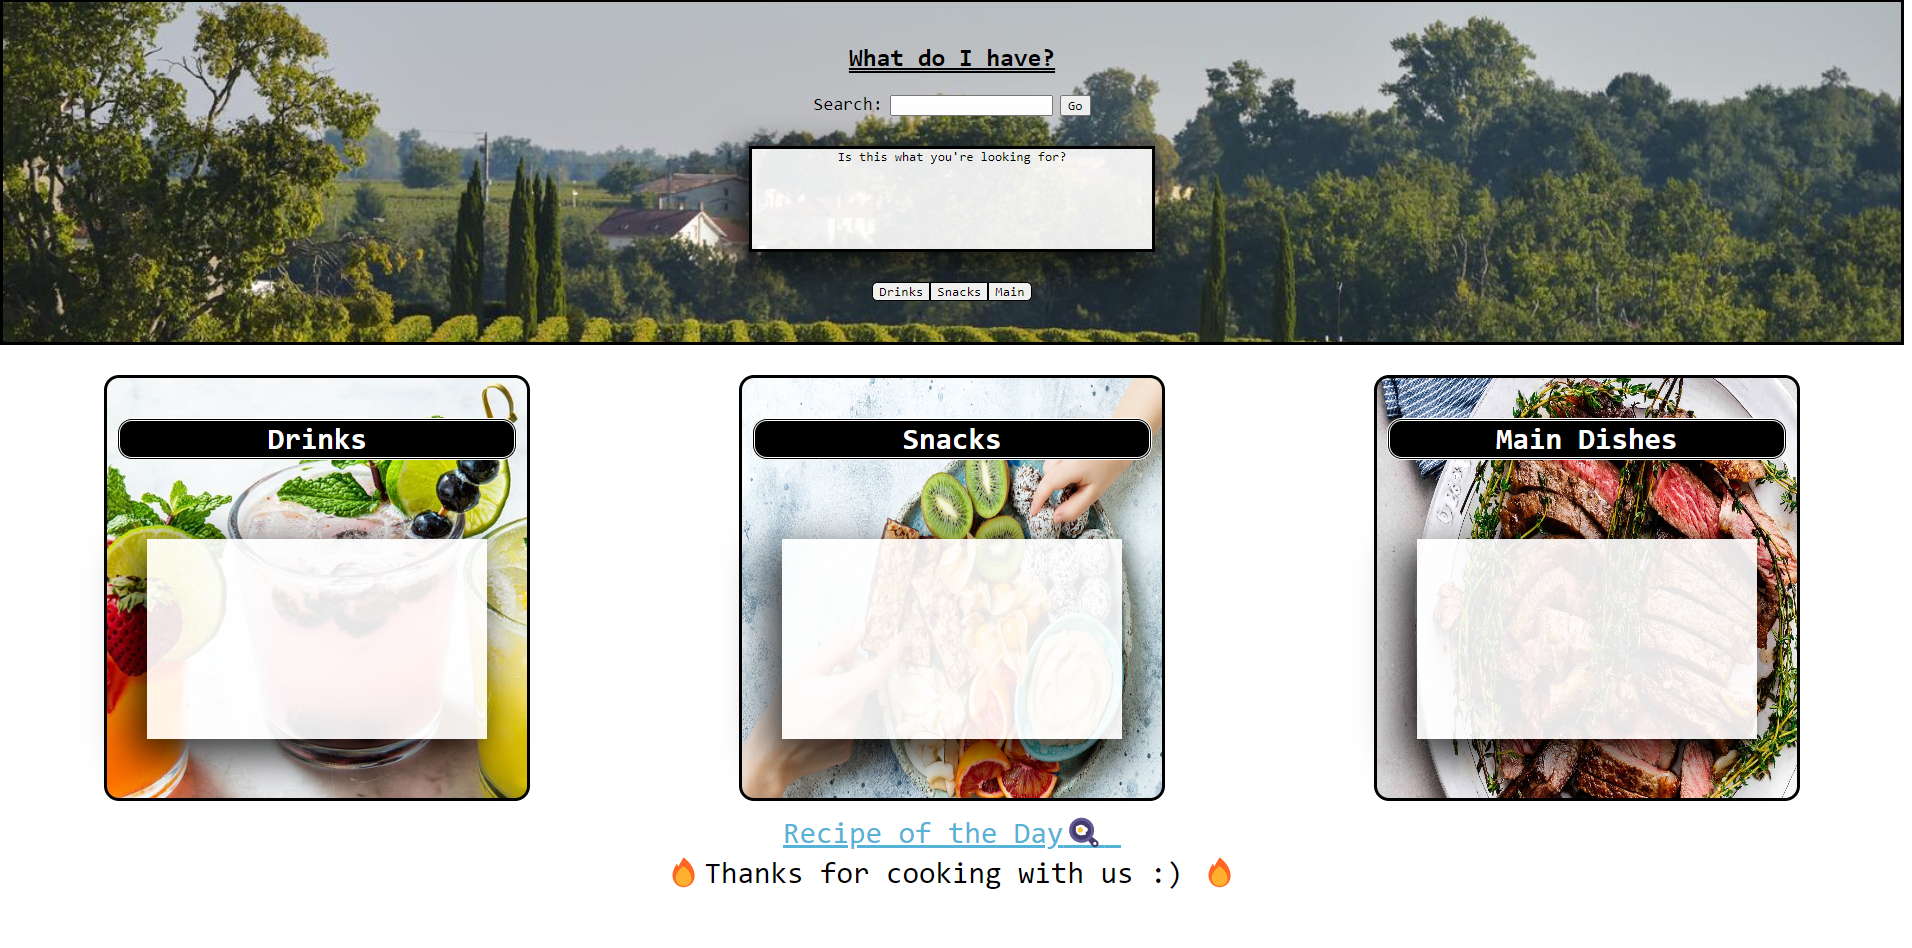 What do I have?
Search: Go
Is this what you're looking for?
Drinks Snacks Main
Drinks
Snacks
Main Dishes
Recipe of the Day🍳
🔥Thanks for cooking with us :) 🔥